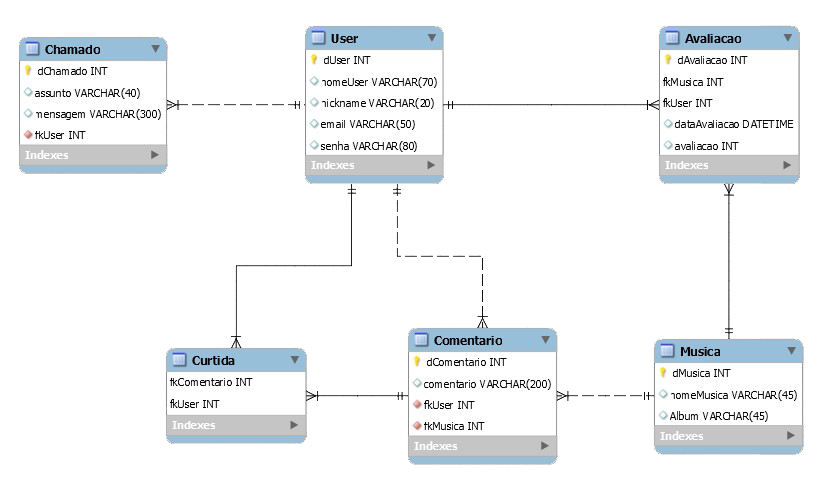 Chamado
dChamado INT
assunto VARCHAR(40)
mensagem VARCHAR(300)
fkUser INT
Indexes
User
dUser INT
nomeUser VARCHAR(70)
nickname VARCHAR(20)
email VARCHAR(50)
senha VARCHAR(80)
Indexes
Avaliacao
dAvaliacao INT
fkMusica INT
fkUser INT
dataAvaliacao DATETIME
avaliacao INT
Indexes
Curtida
fkComentario INT
fkUser INT
Indexes
Comentario
dComentario INT
comentario VARCHAR(200)
fkUser INT
fkMusica INT
Indexes
Musica
dMusica INT
nomeMusica VARCHAR(45)
Album VARCHAR(45)
Indexes